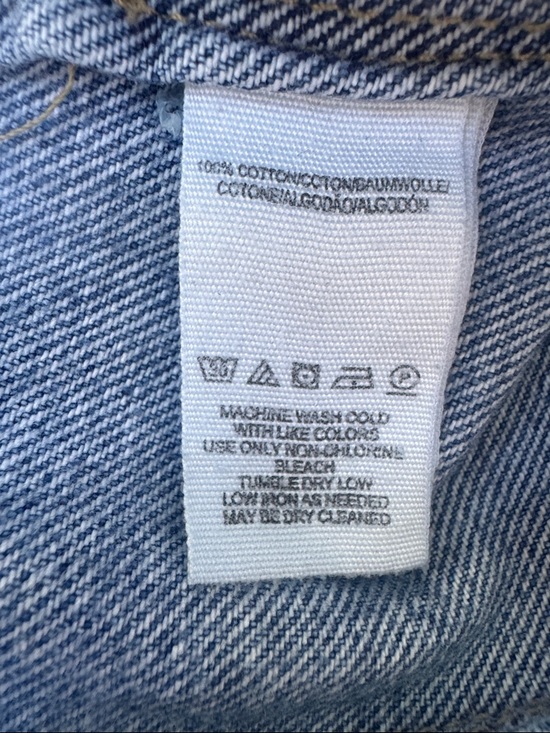 100% COTTON/COTON/BAUMWOLLE/
COTONE/ALGODÃO/ALGODÓN
30 P
MACHINE WASH COLD
WITH LIKE COLORS
USE ONLY NON-CHLORINE
BLEACH
TUMBLE DRY LOW
LOW IRON AS NEEDED
MAY BE DRY CLEANED